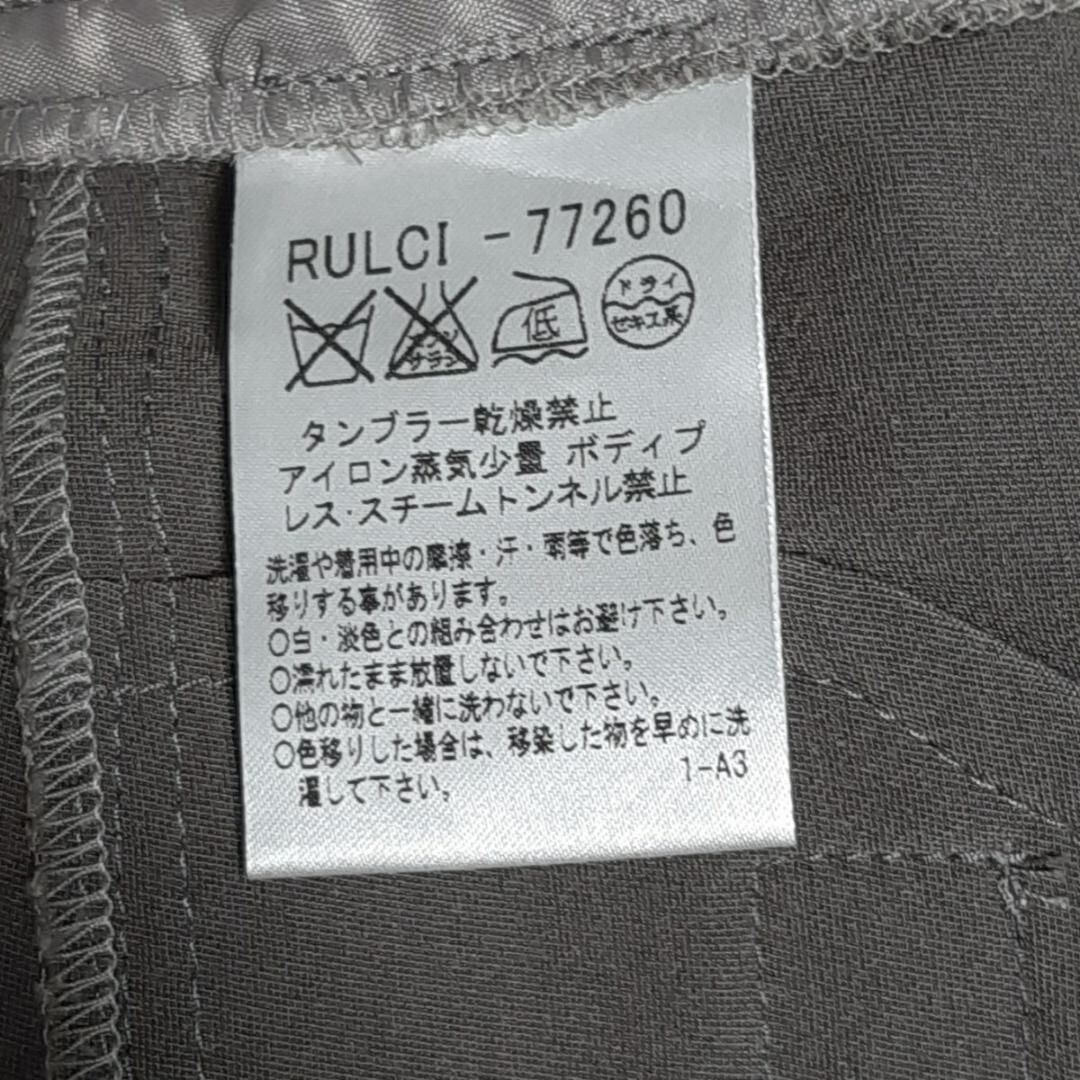 RULCI -77260
エンソ サラシ 低 ドライ セキユ系
タンブラー乾燥禁止
アイロン蒸気少量 ボディプ
レス・スチームトンネル禁止
洗濯や着用中の摩擦・汗・雨等で色落ち、色
移りする事があります。
○白・淡色との組み合わせはお避け下さい。
○濡れたまま放置しないで下さい。
○他の物と一緒に洗わないで下さい。
○色移りした場合は、移染した物を早めに洗
濯して下さい。 1-A3